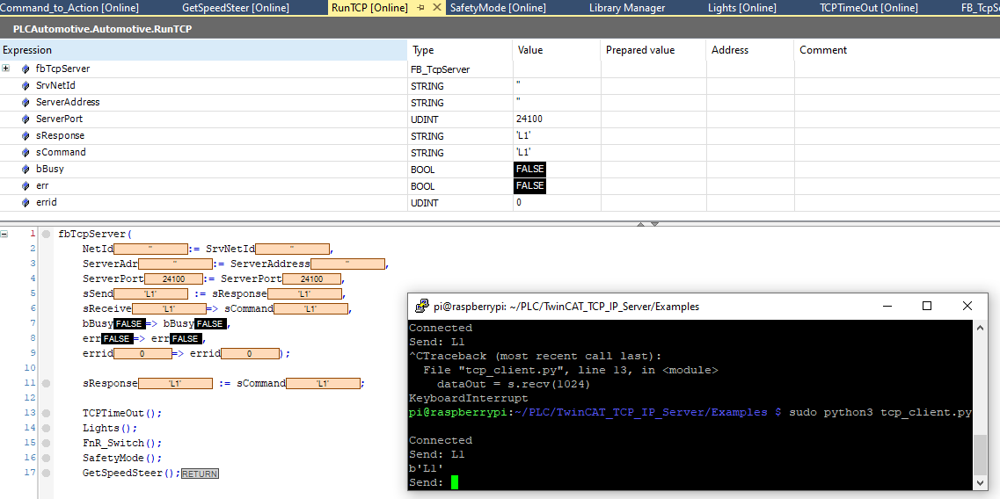 Command_to_Action [Online] GetSpeedSteer [Online] RunTCP [Online] SafetyMode [Online] Library Manager Lights [Online] TCPTimeOut [Online] FB_TcpS
PLCAutomotive.Automotive.RunTCP
Expression Type Value Prepared value Address Comment
fbTcpServer FB_TcpServer
SrvNetId STRING ''
ServerAddress STRING ''
ServerPort UDINT 24100
sResponse STRING 'L1'
sCommand STRING 'L1'
bBusy BOOL FALSE
err BOOL FALSE
errid UDINT 0
1 fbTcpServer(
2 NetId '' := SrvNetId '' ,
3 ServerAdr '' := ServerAddress '' ,
4 ServerPort 24100 := ServerPort 24100 ,
5 sSend 'L1' := sResponse 'L1' ,
6 sReceive 'L1' => sCommand 'L1' ,
7 bBusy FALSE => bBusy FALSE ,
8 err FALSE => err FALSE ,
9 errid 0 => errid 0 );
10
11 sResponse 'L1' := sCommand 'L1' ;
12
13 TCPTimeOut();
14 Lights();
15 FnR_Switch();
16 SafetyMode();
17 GetSpeedSteer(); RETURN
pi@raspberrypi: ~/PLC/TwinCAT_TCP_IP_Server/Examples
Connected
Send: L1
^CTraceback (most recent call last):
File "tcp_client.py", line 13, in <module>
dataOut = s.recv(1024)
KeyboardInterrupt
pi@raspberrypi:~/PLC/TwinCAT_TCP_IP_Server/Examples $ sudo python3 tcp_client.py
Connected
Send: L1
b'L1'
Send: